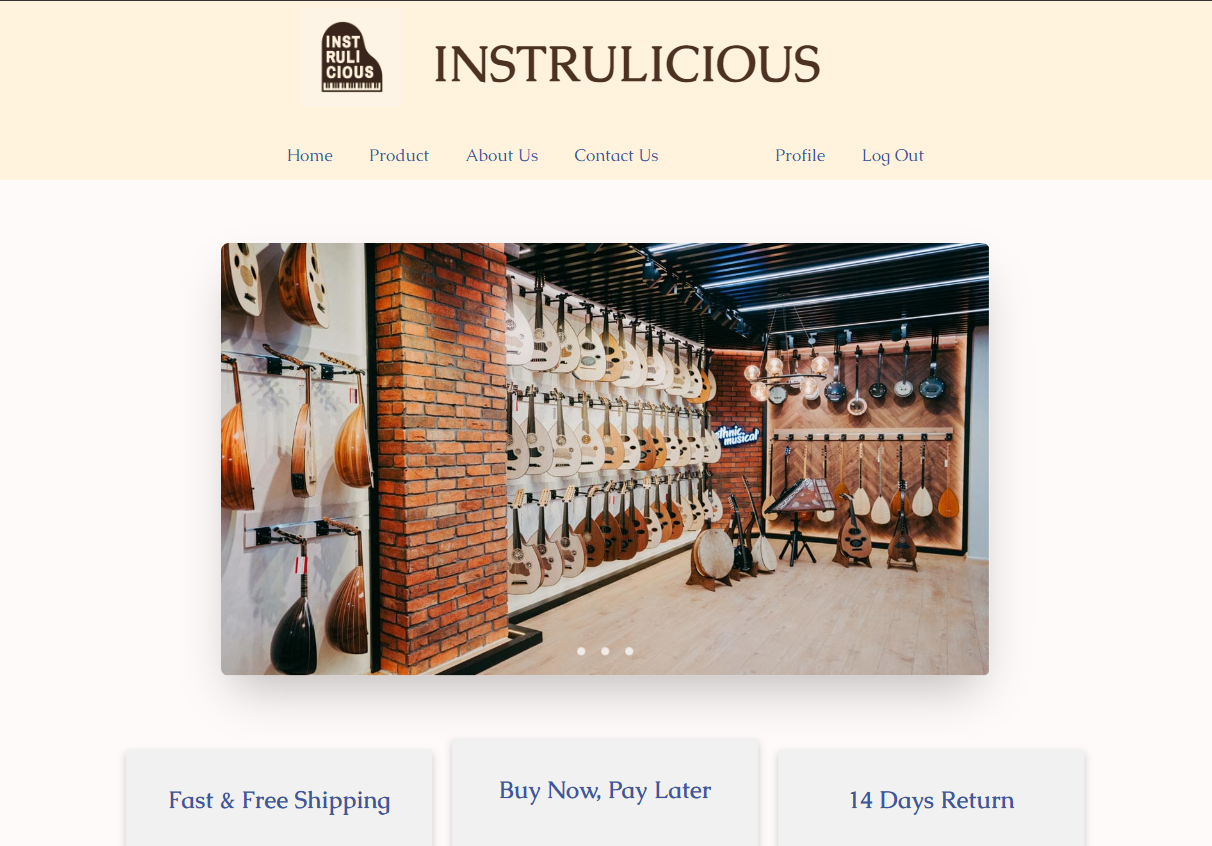 INST
RULI
CIOUS
INSTRULICIOUS
Home Product About Us Contact Us Profile Log Out
ethnic
musical
Fast & Free Shipping
Buy Now, Pay Later
14 Days Return